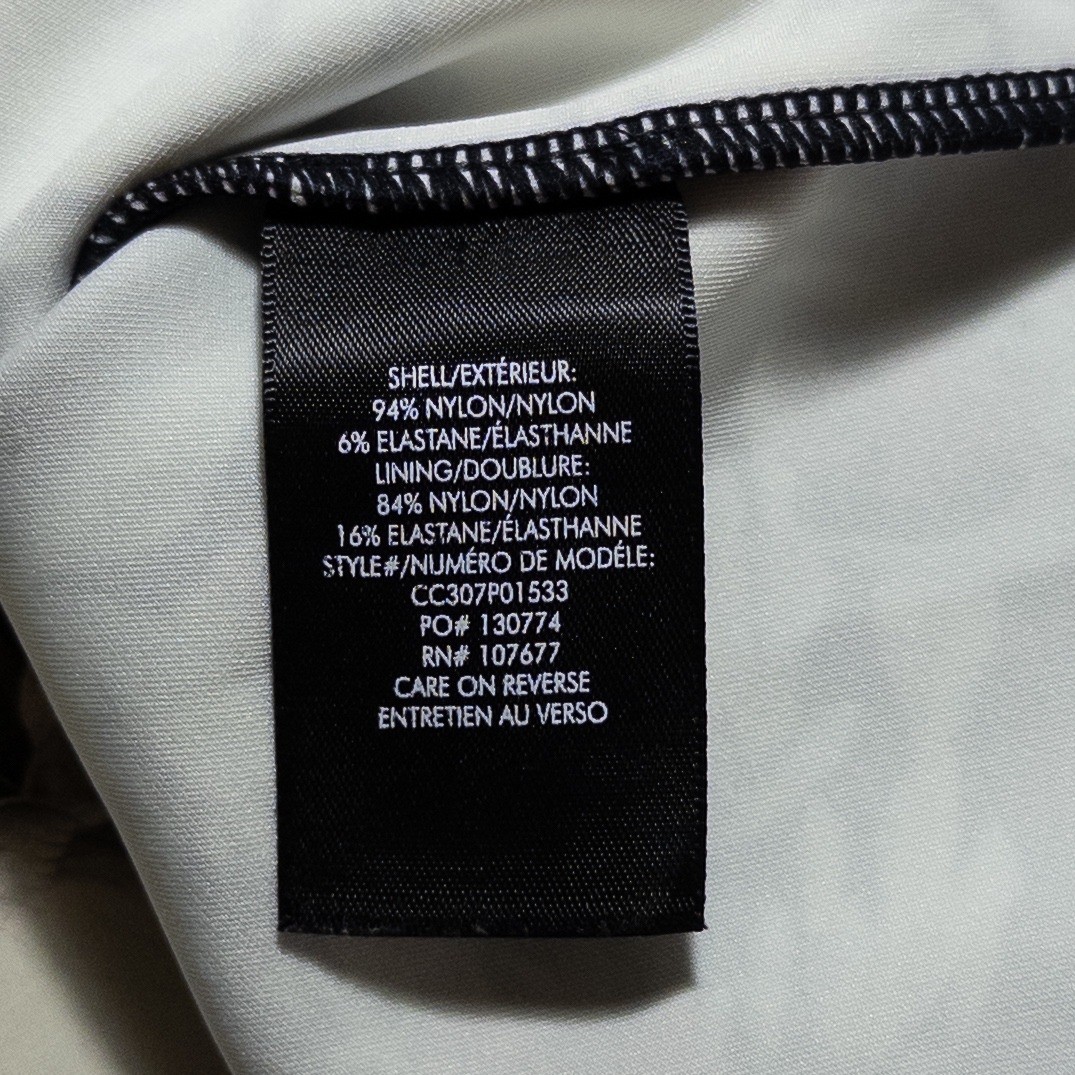 SHELL/EXTÉRIEUR:
94% NYLON/NYLON
6% ELASTANE/ÉLASTHANNE
LINING/DOUBLURE:
84% NYLON/NYLON
16% ELASTANE/ÉLASTHANNE
STYLE#/NUMÉRO DE MODÉLE:
CC307P01533
PO# 130774
RN# 107677
CARE ON REVERSE
ENTRETIEN AU VERSO